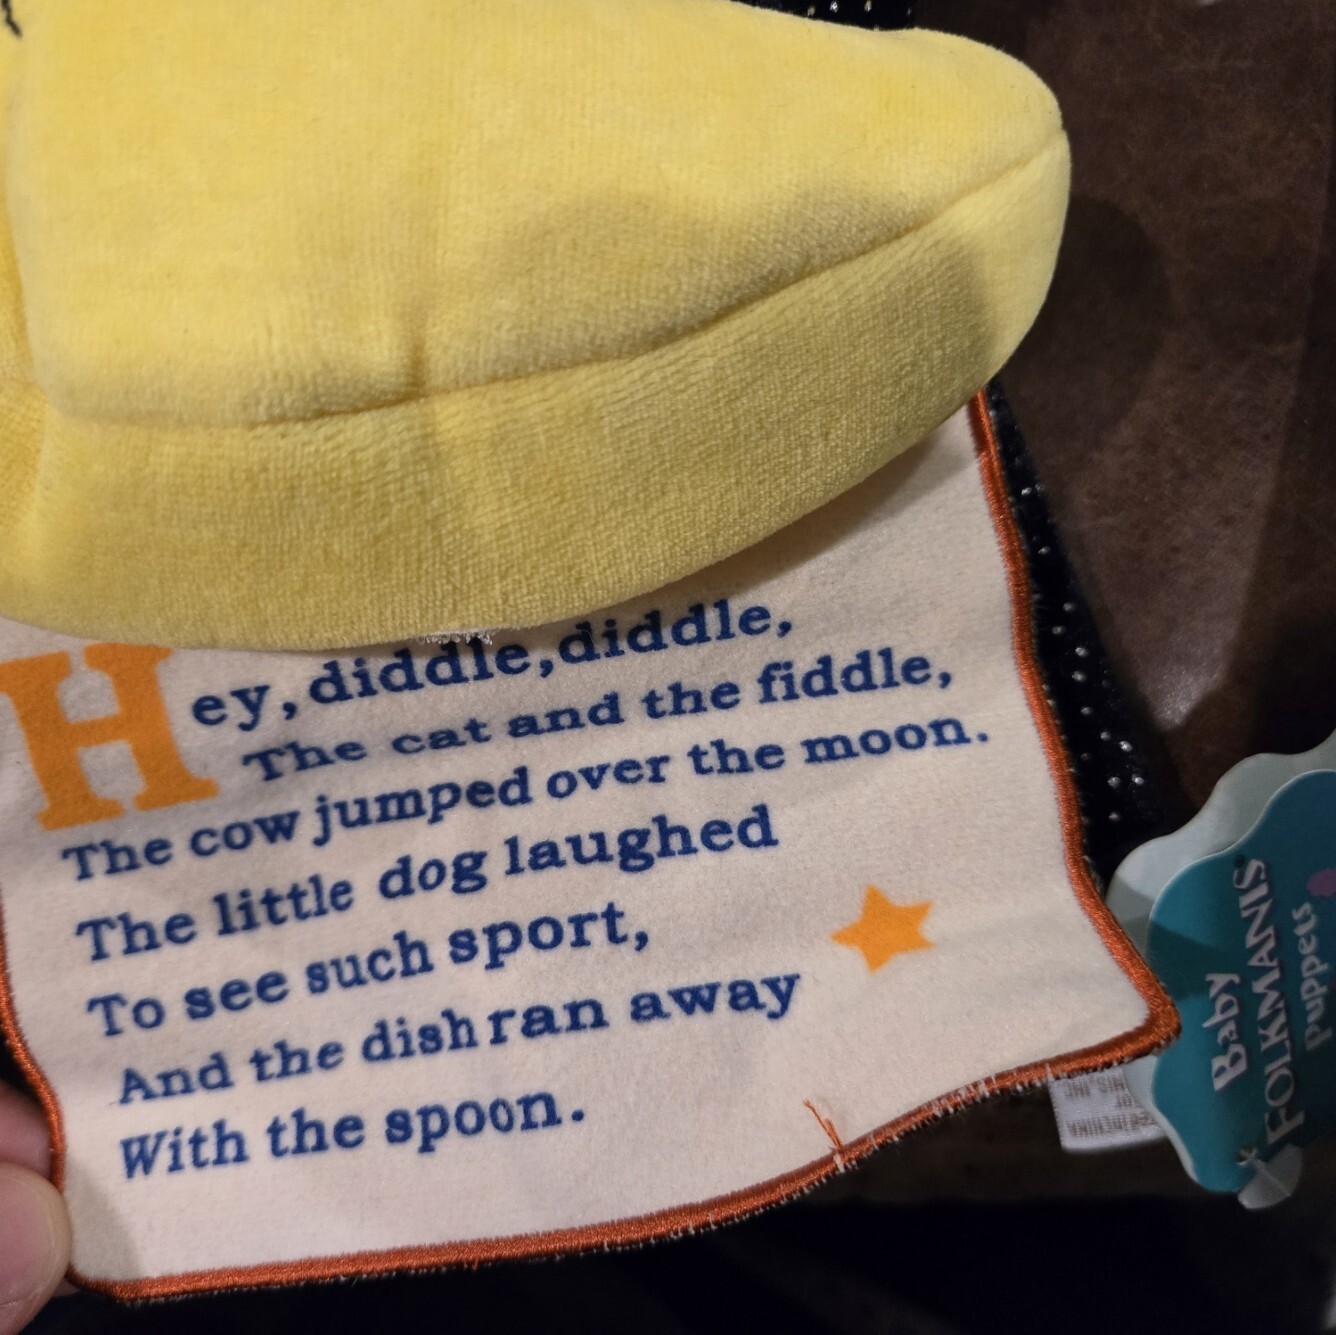 Hey, diddle, diddle,
The cat and the fiddle,
The cow jumped over the moon.
The little dog laughed
To see such sport,
And the dish ran away
With the spoon.
Baby
FOLKMANIS®
Puppets